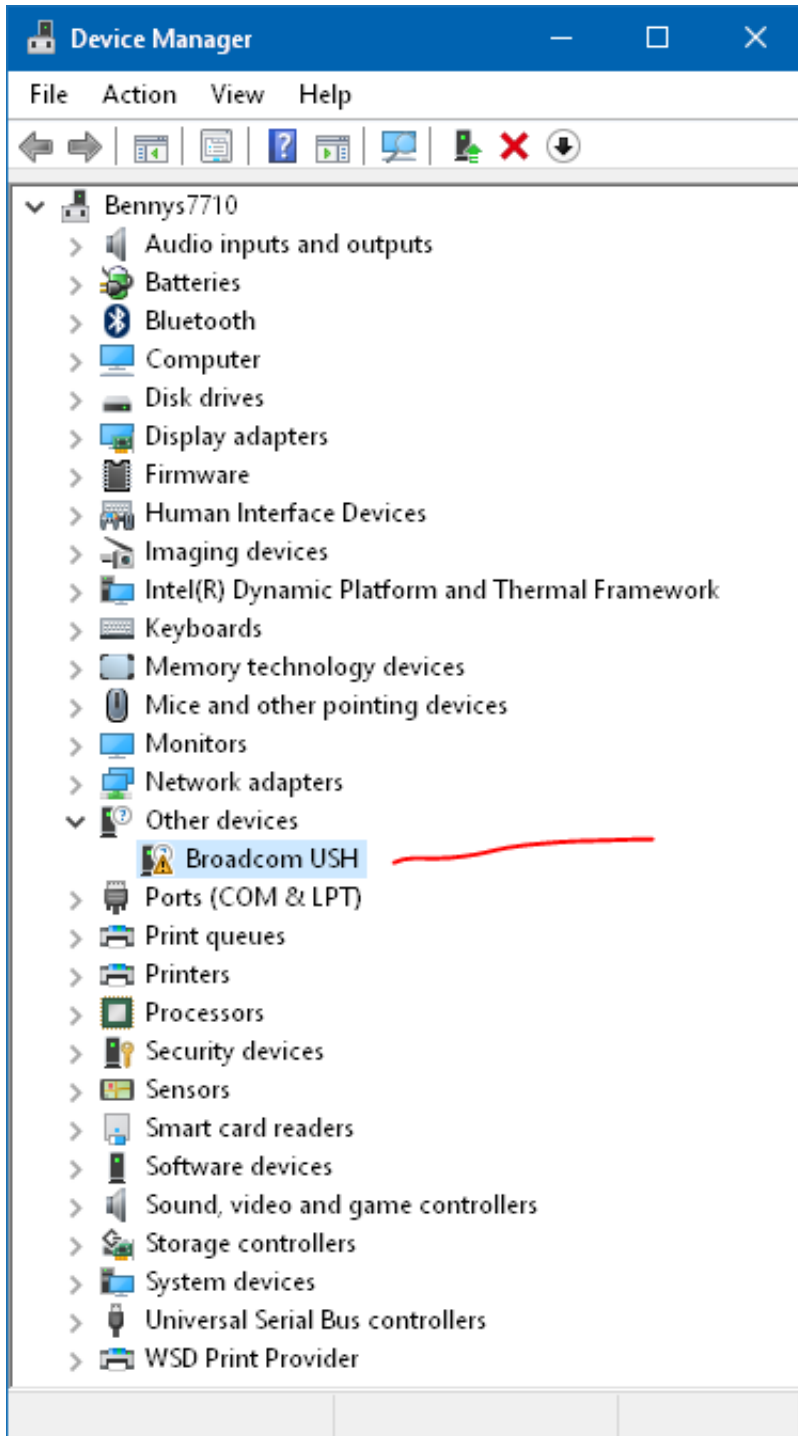 Device Manager
File Action View Help
Bennys7710
Audio inputs and outputs
Batteries
Bluetooth
Computer
Disk drives
Display adapters
Firmware
Human Interface Devices
Imaging devices
Intel(R) Dynamic Platform and Thermal Framework
Keyboards
Memory technology devices
Mice and other pointing devices
Monitors
Network adapters
Other devices
Broadcom USH
Ports (COM & LPT)
Print queues
Printers
Processors
Security devices
Sensors
Smart card readers
Software devices
Sound, video and game controllers
Storage controllers
System devices
Universal Serial Bus controllers
WSD Print Provider